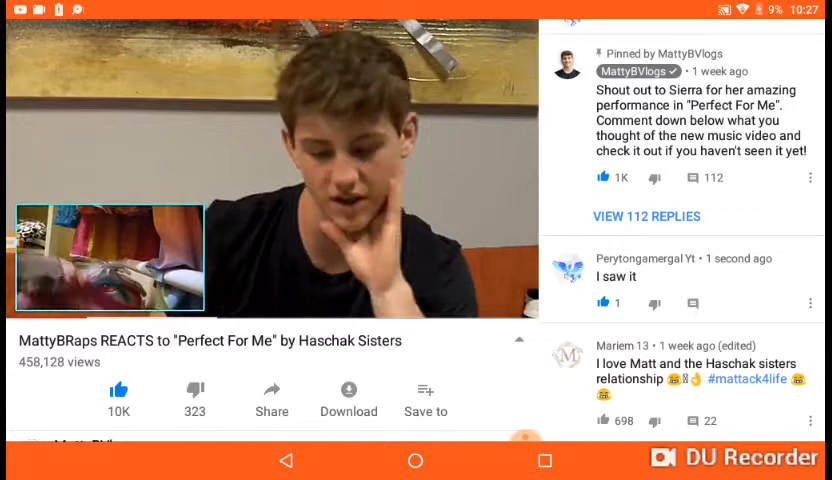 9% 10:27
Pinned by MattyBVlogs
MattyBVlogs • 1 week ago
Shout out to Sierra for her amazing
performance in "Perfect For Me".
Comment down below what you
thought of the new music video and
check it out if you haven't seen it yet!
1K 112
VIEW 112 REPLIES
Perytongamergal Yt • 1 second ago
I saw it
1
M
Mariem 13 • 1 week ago (edited)
I love Matt and the Haschak sisters
relationship 😂👌 #mattack4life 😂
😂
698 22
MattyBRaps REACTS to "Perfect For Me" by Haschak Sisters
458,128 views
10K 323 Share Download Save to
DU Recorder